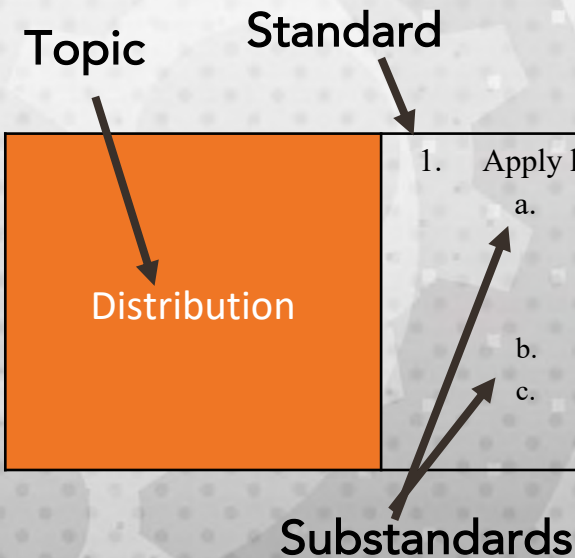 Topic
Standard
1. Apply
a.
Distribution
b.
c.
Substandards